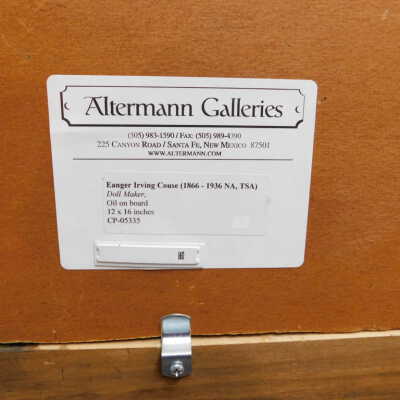 Altermann Galleries
(505) 983-1590 / FAX: (505) 989-4390
225 CANYON ROAD / SANTA FE, NEW MEXICO 87501
WWW.ALTERMANN.COM
Eanger Irving Couse (1866 - 1936 NA, TSA)
Doll Maker,
Oil on board
12 x 16 inches
CP-05335